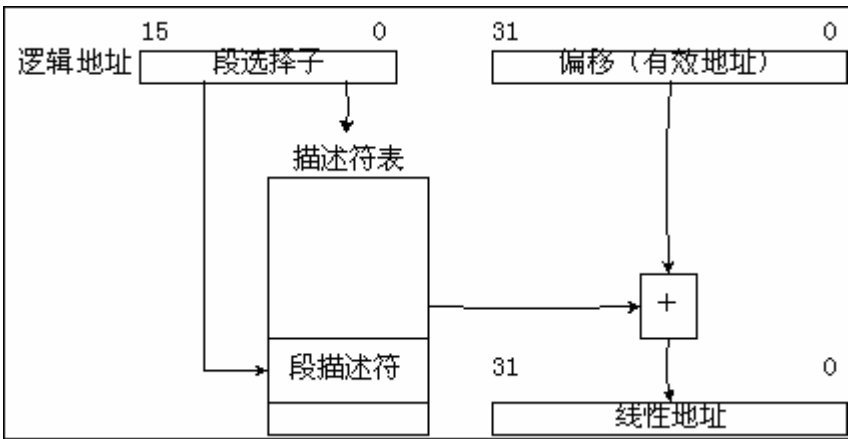 15 0 31 0
逻辑地址 段选择子 偏移（有效地址）
描述符表
+
段描述符 31 0
线性地址